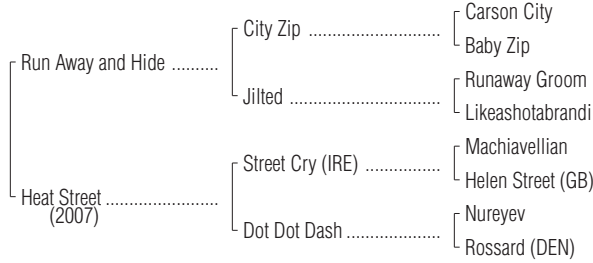 Carson City
City Zip ............................
Baby Zip
Run Away and Hide ..........
Runaway Groom
Jilted ................................
Likeashotabrandi
Machiavellian
Street Cry (IRE) ................
Helen Street (GB)
Heat Street ........................
(2007)
Nureyev
Dot Dot Dash ....................
Rossard (DEN)